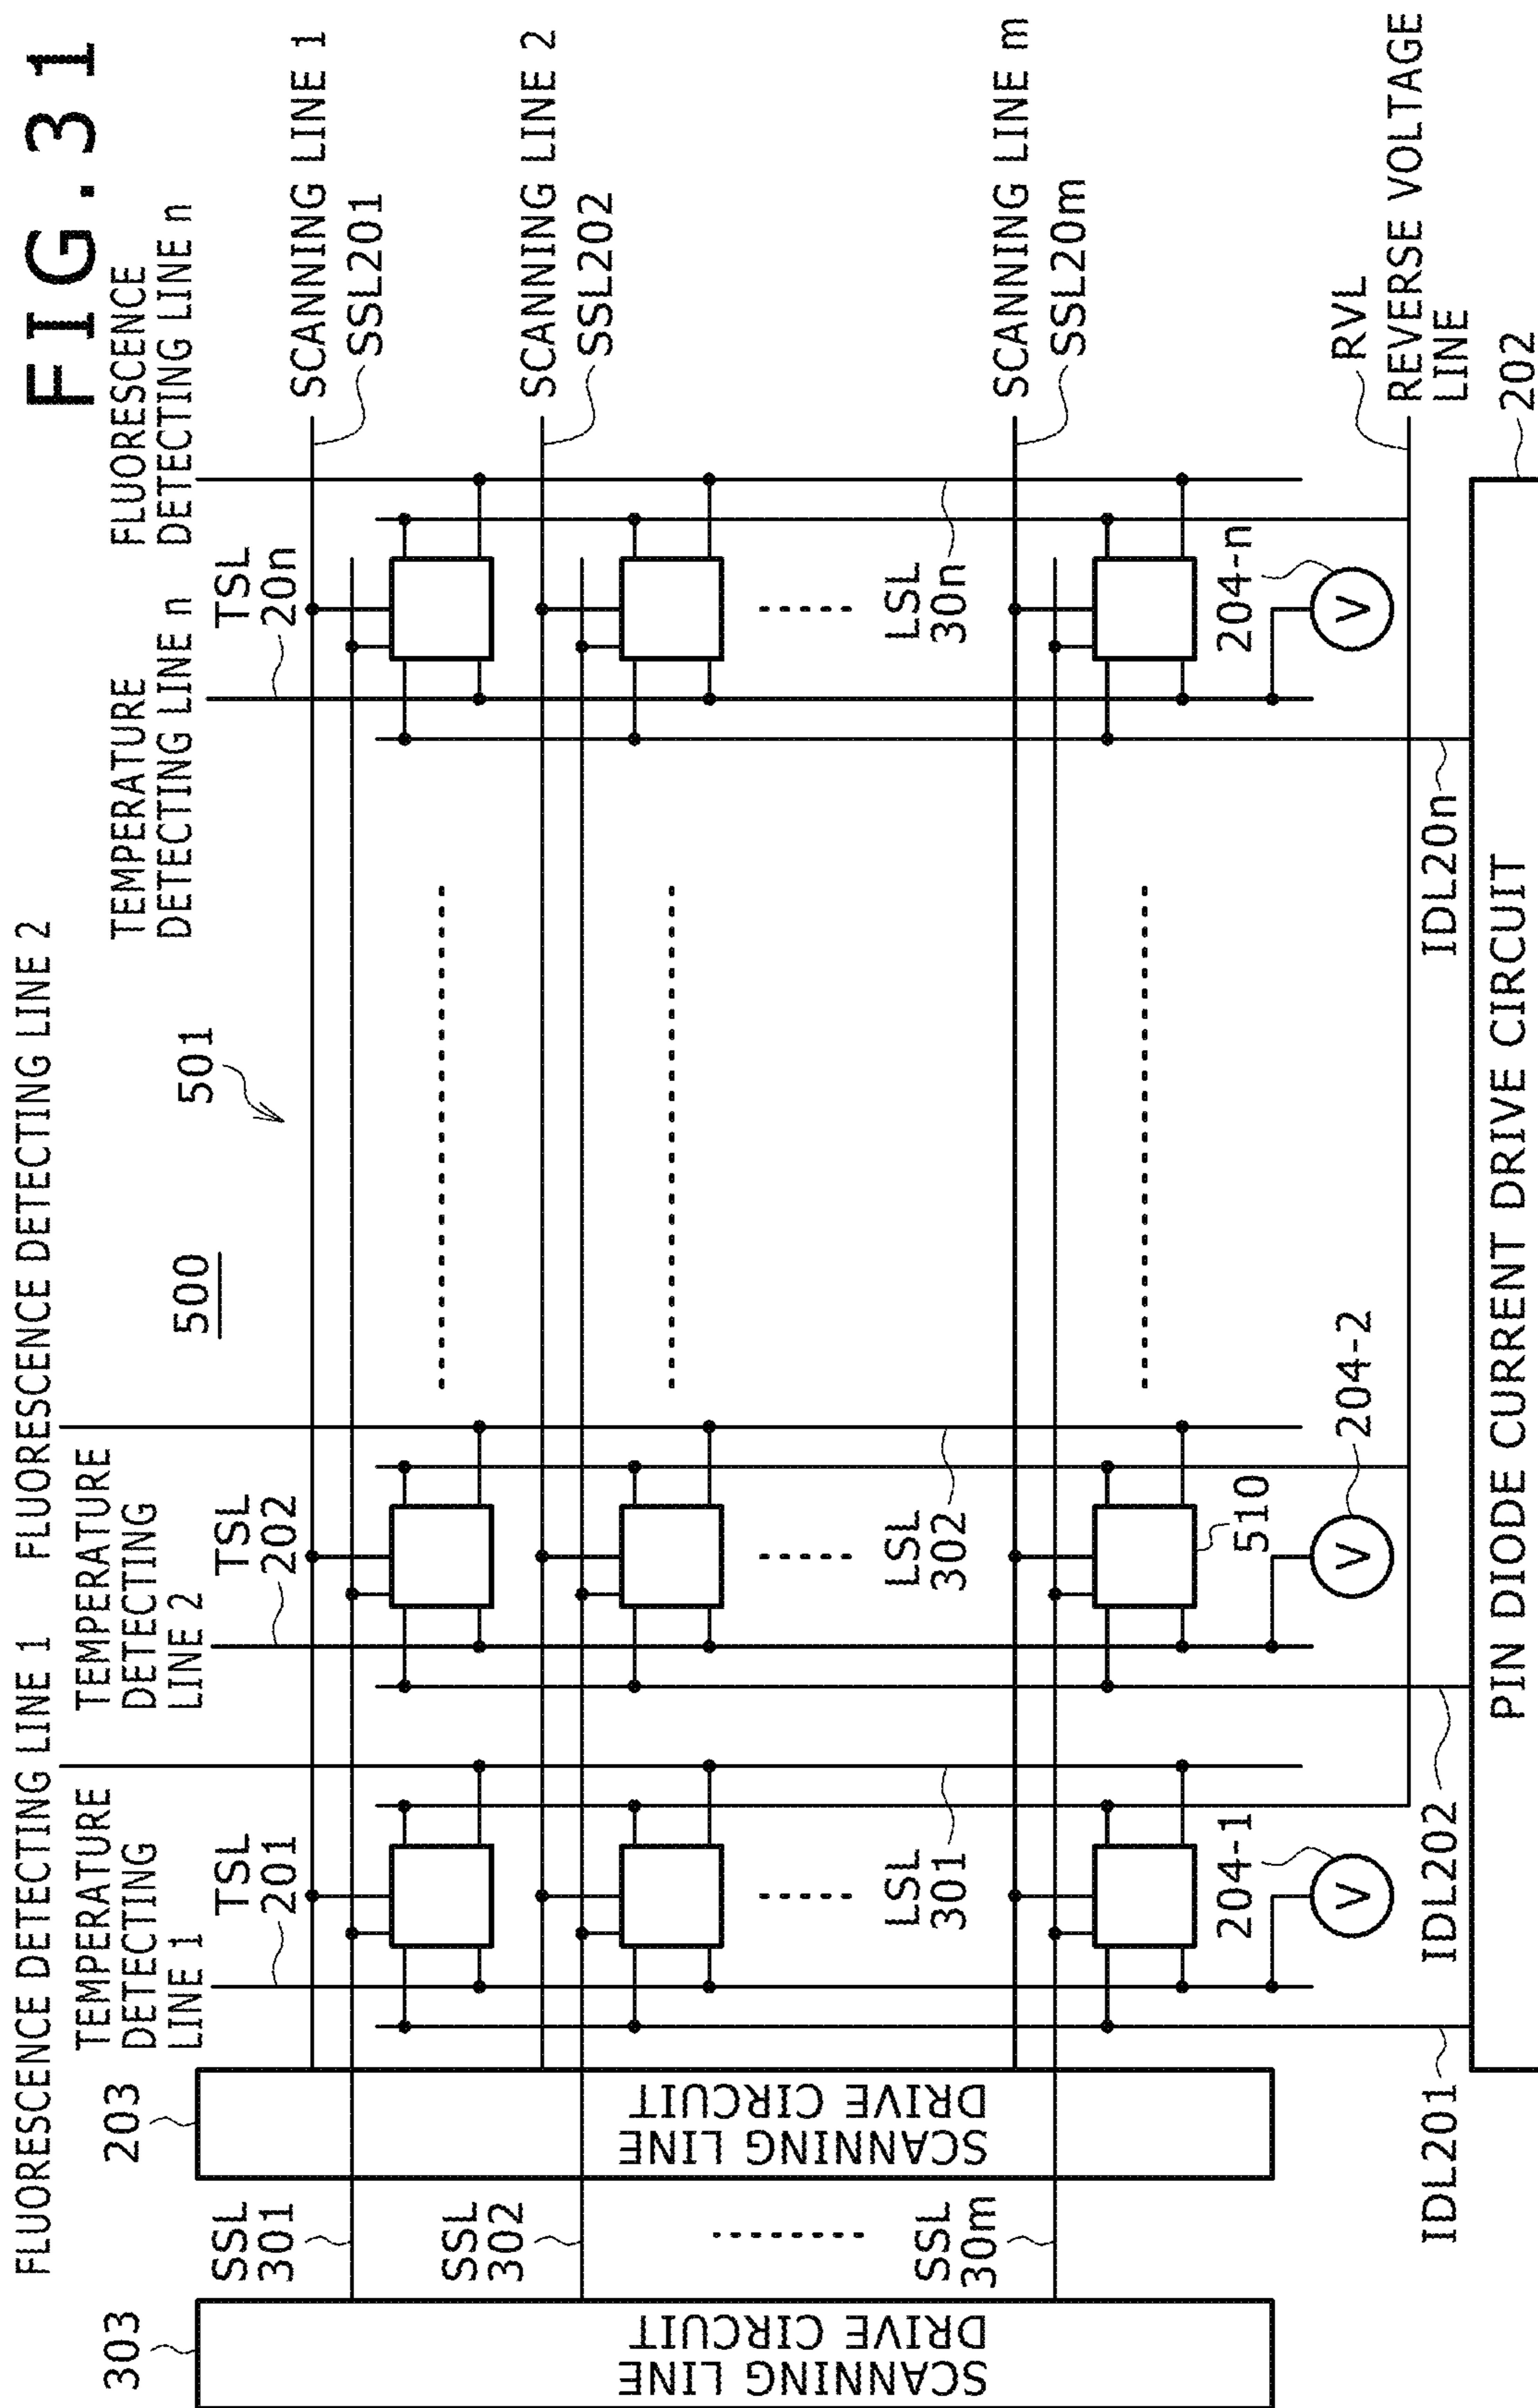 FIG.31
FLUORESCENCE DETECTING LINE 1
FLUORESCENCE DETECTING LINE 2
FLUORESCENCE
DETECTING LINE n
TEMPERATURE
DETECTING
LINE 1
TEMPERATURE
DETECTING
LINE 2
TEMPERATURE
DETECTING LINE n
500
501
303
203
TSL
201
TSL
202
TSL
20n
SCANNING LINE 1
SSL201
SCANNING LINE 2
SSL202
SCANNING LINE m
SSL20m
SSL
301
SSL
302
SSL
30m
SCANNING LINE
DRIVE CIRCUIT
SCANNING LINE
DRIVE CIRCUIT
LSL
301
LSL
302
LSL
30n
510
204-1
204-2
204-n
V
V
V
RVL
REVERSE VOLTAGE
LINE
IDL201
IDL202
IDL20n
202
PIN DIODE CURRENT DRIVE CIRCUIT